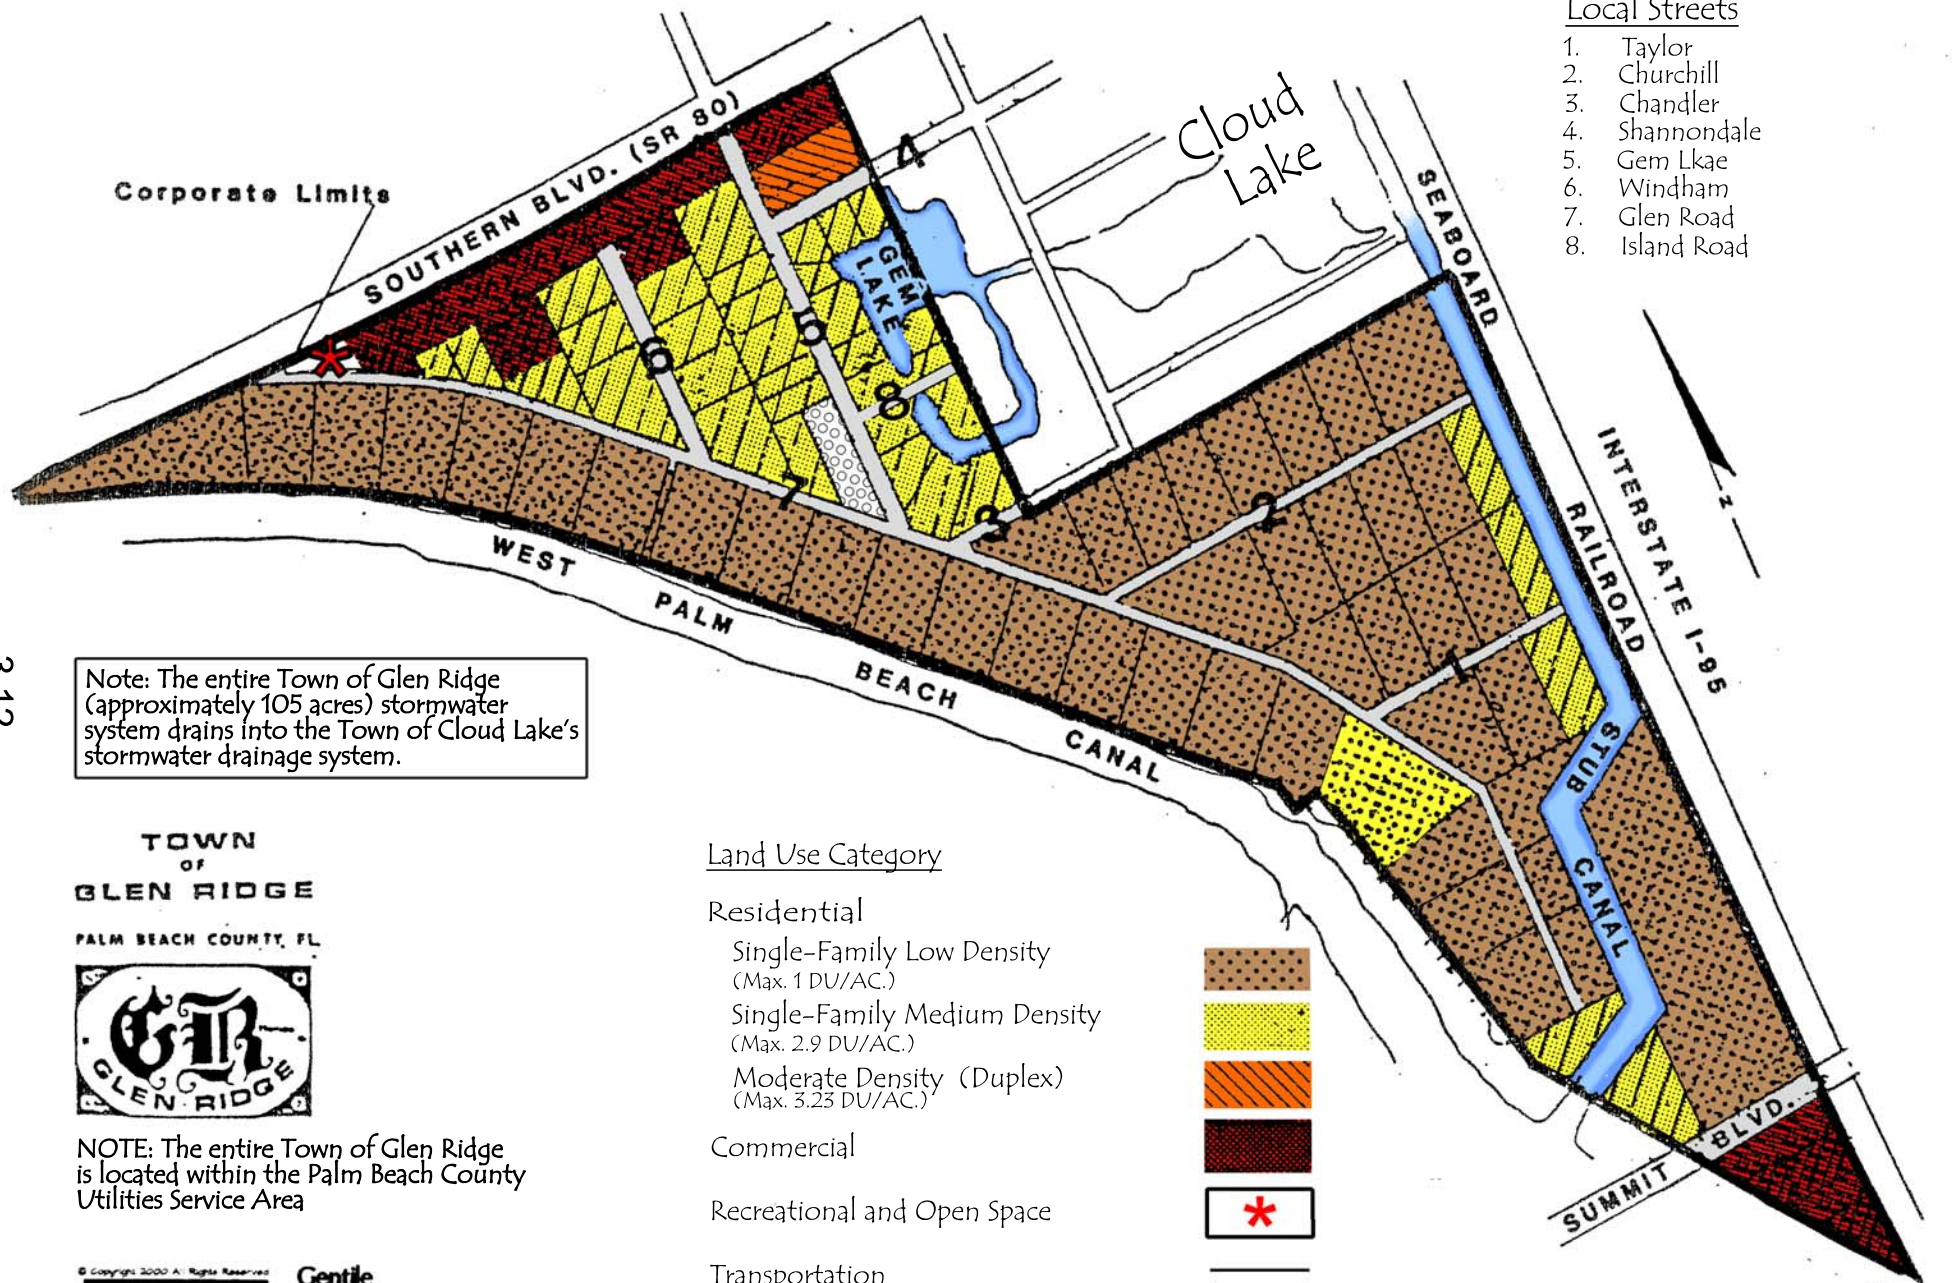 Local Streets
1. Taylor
2. Churchill
3. Chandler
4. Shannondale
5. Gem Lkae
6. Windham
7. Glen Road
8. Island Road
Cloud
Lake
Corporate Limits
SOUTHERN BLVD. (SR 80)
4
SEABOARD
RAILROAD
INTERSTATE I-95
GEM
LAKE
5
6
8
7
3
2
1
z
WEST
PALM
BEACH
CANAL
STUB
CANAL
SUMMIT
BLVD.
Note: The entire Town of Glen Ridge
(approximately 105 acres) stormwater
system drains into the Town of Cloud Lake's
stormwater drainage system.
TOWN
OF
GLEN RIDGE
PALM BEACH COUNTY, FL
GR
GLEN RIDGE
NOTE: The entire Town of Glen Ridge
is located within the Palm Beach County
Utilities Service Area
© Copyright 2000 All Rights Reserved
Gentile
Land Use Category
Residential
Single-Family Low Density
(Max. 1 DU/AC.)
Single-Family Medium Density
(Max. 2.9 DU/AC.)
Moderate Density (Duplex)
(Max. 3.23 DU/AC.)
Commercial
Recreational and Open Space
*
Transportation